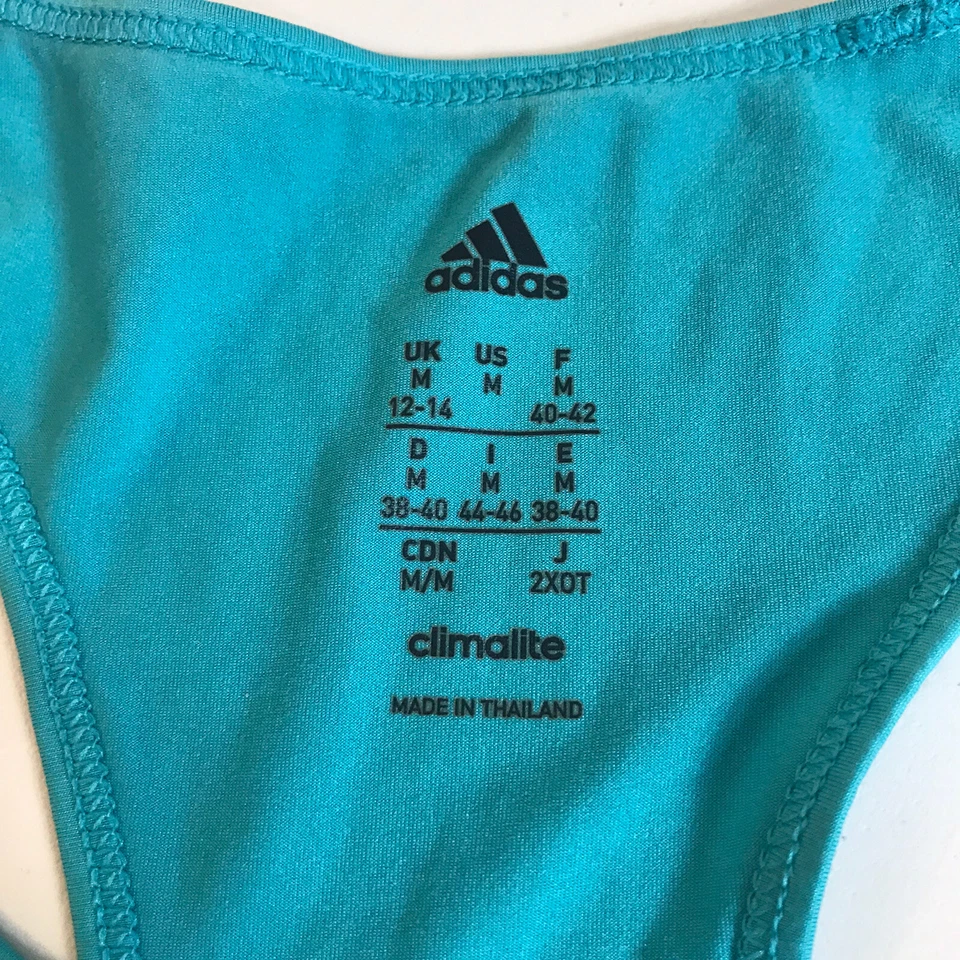 adidas
UK US F
M M M
12-14 40-42
D I E
M M M
38-40 44-46 38-40
CDN J
M/M 2XOT
climalite
MADE IN THAILAND